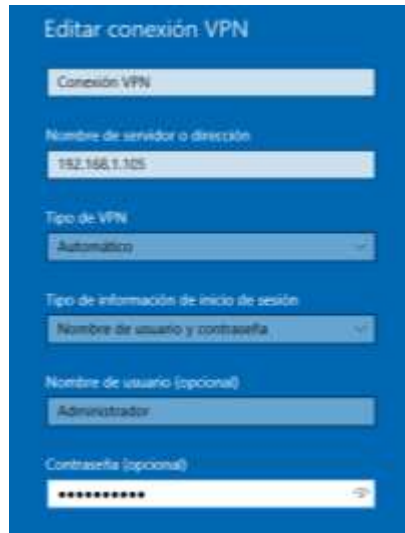 Editar conexión VPN
Conexión VPN
Nombre de servidor o dirección
192.168.1.105
Tipo de VPN
Automático
Tipo de información de inicio de sesión
Nombre de usuario y contraseña
Nombre de usuario (opcional)
Administrador
Contraseña (opcional)
••••••••••